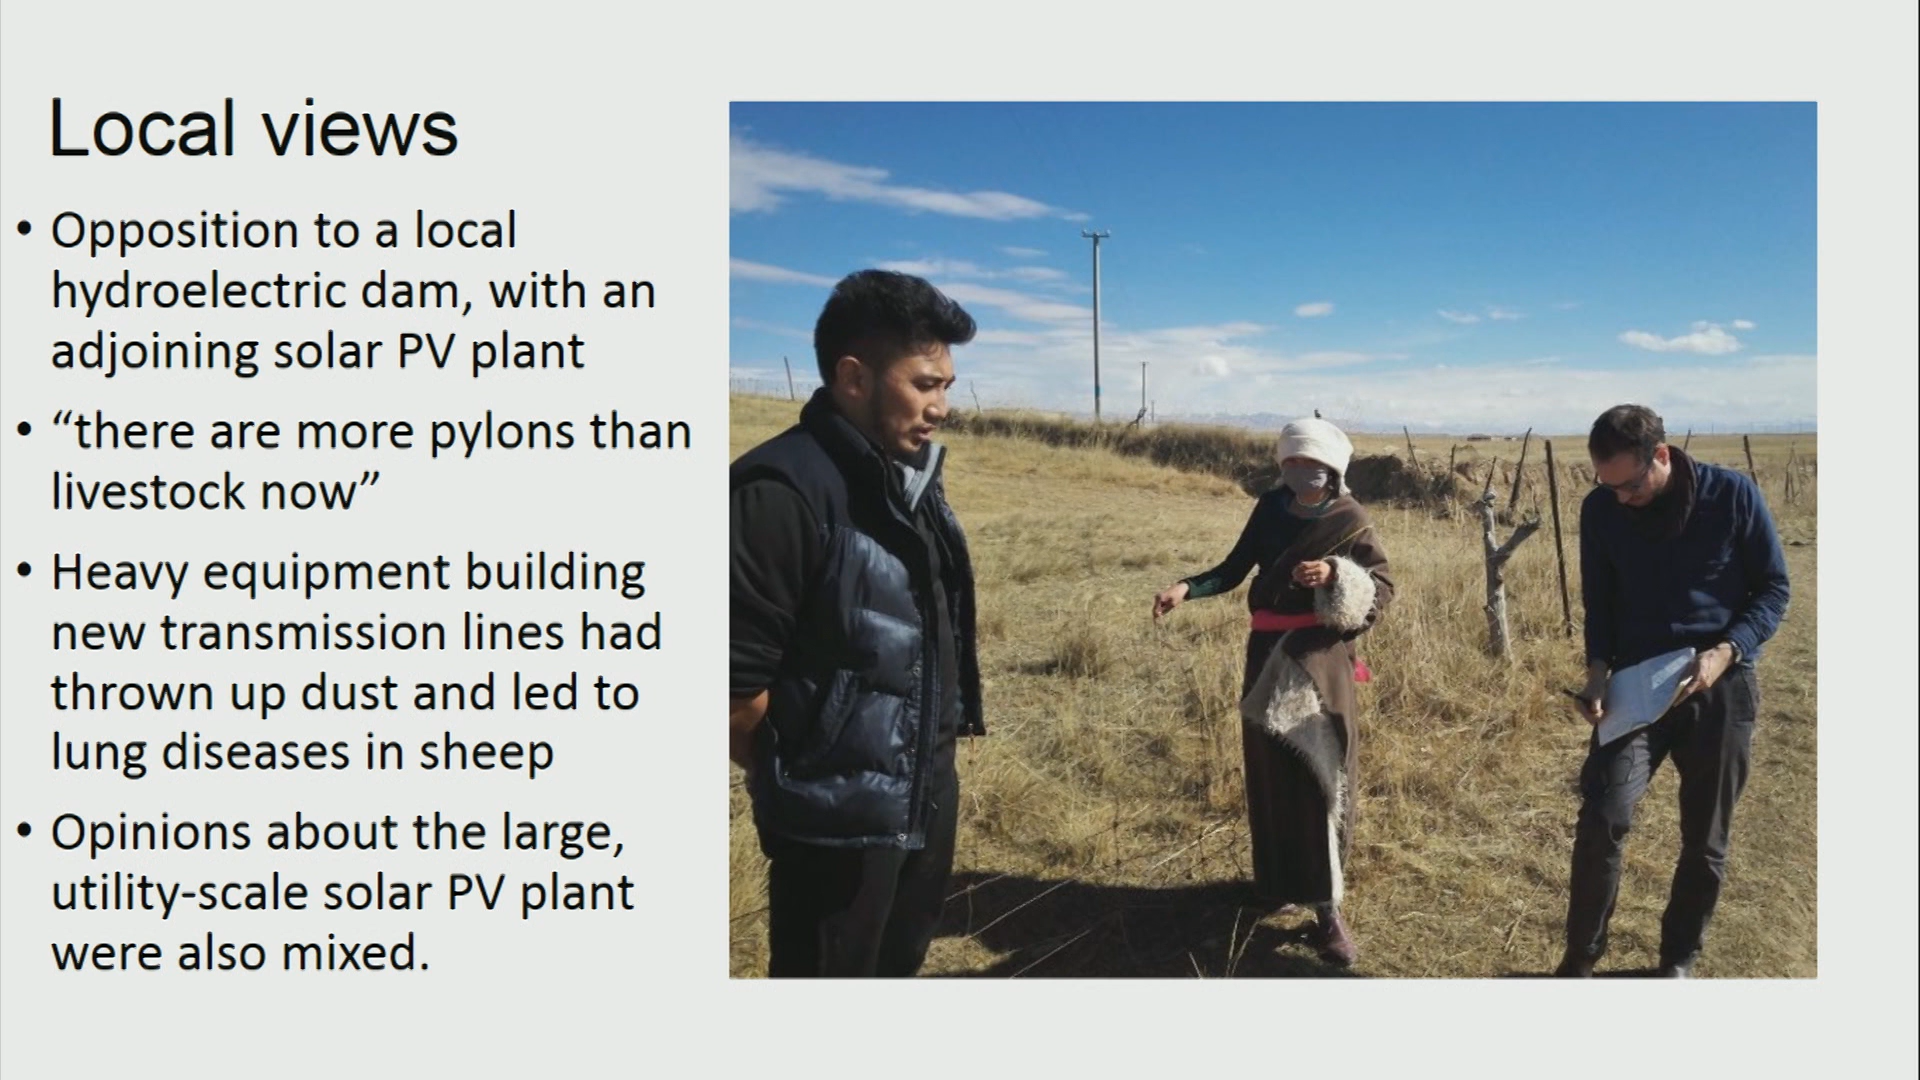 Local views
• Opposition to a local
hydroelectric dam, with an
adjoining solar PV plant
• “there are more pylons than
livestock now”
• Heavy equipment building
new transmission lines had
thrown up dust and led to
lung diseases in sheep
• Opinions about the large,
utility-scale solar PV plant
were also mixed.